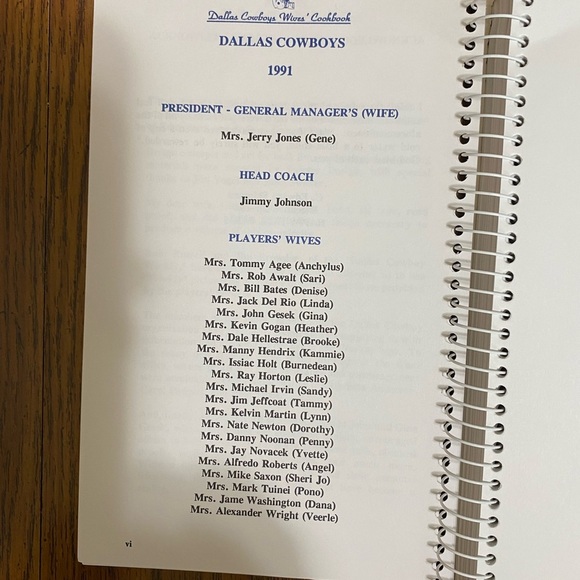 Dallas Cowboys Wives' Cookbook
DALLAS COWBOYS
1991
PRESIDENT - GENERAL MANAGER'S (WIFE)
Mrs. Jerry Jones (Gene)
HEAD COACH
Jimmy Johnson
PLAYERS' WIVES
Mrs. Tommy Agee (Anchylus)
Mrs. Rob Awalt (Sari)
Mrs. Bill Bates (Denise)
Mrs. Jack Del Rio (Linda)
Mrs. John Gesek (Gina)
Mrs. Kevin Gogan (Heather)
Mrs. Dale Hellestrae (Brooke)
Mrs. Manny Hendrix (Kammie)
Mrs. Issiac Holt (Burnedean)
Mrs. Ray Horton (Leslie)
Mrs. Michael Irvin (Sandy)
Mrs. Jim Jeffcoat (Tammy)
Mrs. Kelvin Martin (Lynn)
Mrs. Nate Newton (Dorothy)
Mrs. Danny Noonan (Penny)
Mrs. Jay Novacek (Yvette)
Mrs. Alfredo Roberts (Angel)
Mrs. Mike Saxon (Sheri Jo)
Mrs. Mark Tuinei (Pono)
Mrs. Jame Washington (Dana)
Mrs. Alexander Wright (Veerle)
vi